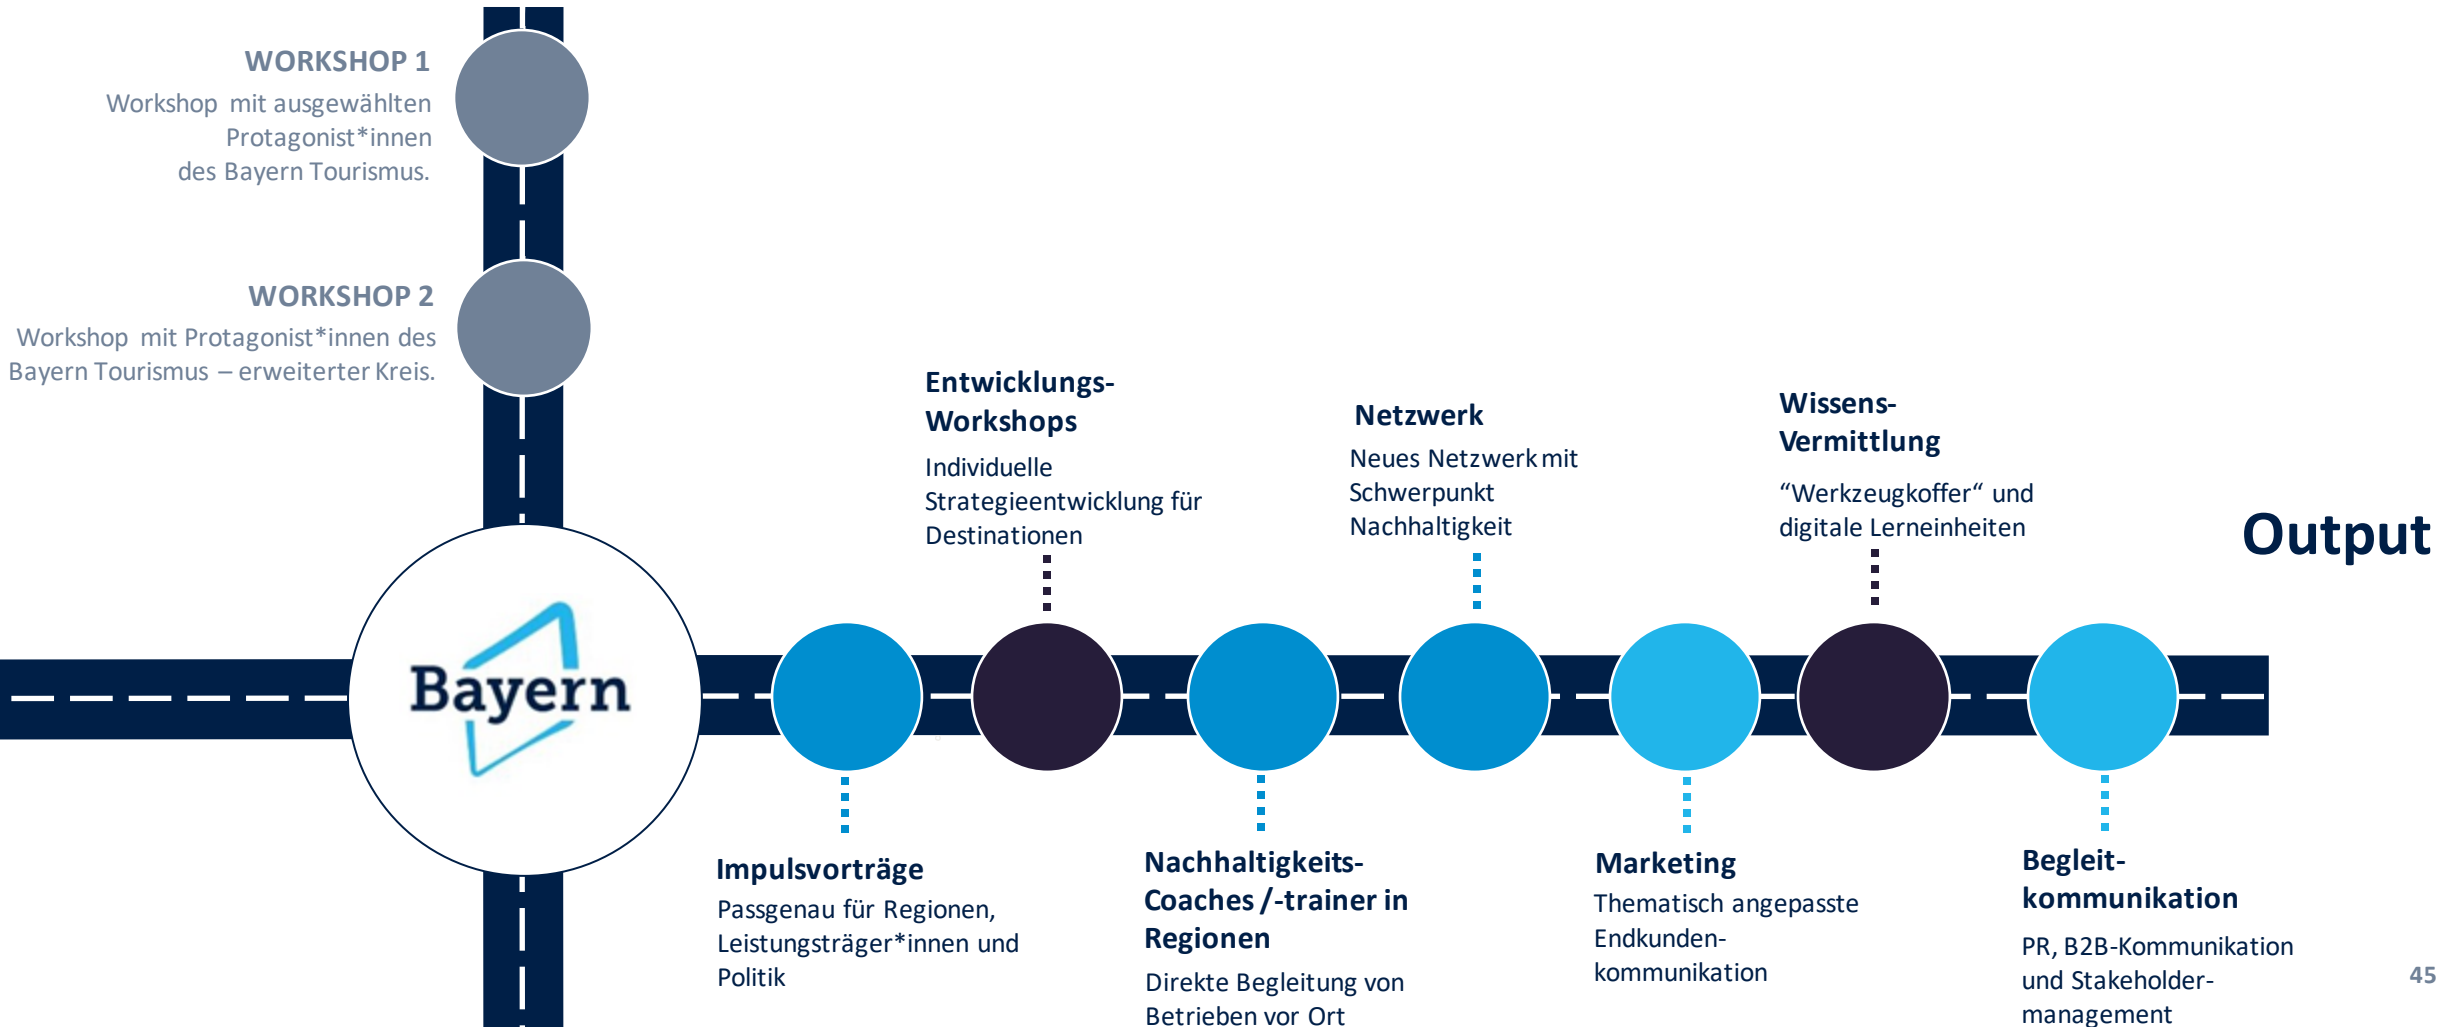 WORKSHOP 1
Workshop mit ausgewählten
Protagonist*innen
des Bayern Tourismus.
WORKSHOP 2
Workshop mit Protagonist*innen des
Bayern Tourismus – erweiterter Kreis.
Bayern
Entwicklungs-
Workshops
Individuelle
Strategieentwicklung für
Destinationen
Netzwerk
Neues Netzwerk mit
Schwerpunkt
Nachhaltigkeit
Wissens-
Vermittlung
“Werkzeugkoffer“ und
digitale Lerneinheiten
Output
Impulsvorträge
Passgenau für Regionen,
Leistungsträger*innen und
Politik
Nachhaltigkeits-
Coaches /-trainer in
Regionen
Direkte Begleitung von
Betrieben vor Ort
Marketing
Thematisch angepasste
Endkunden-
kommunikation
Begleit-
kommunikation
PR, B2B-Kommunikation
und Stakeholder-
management
45